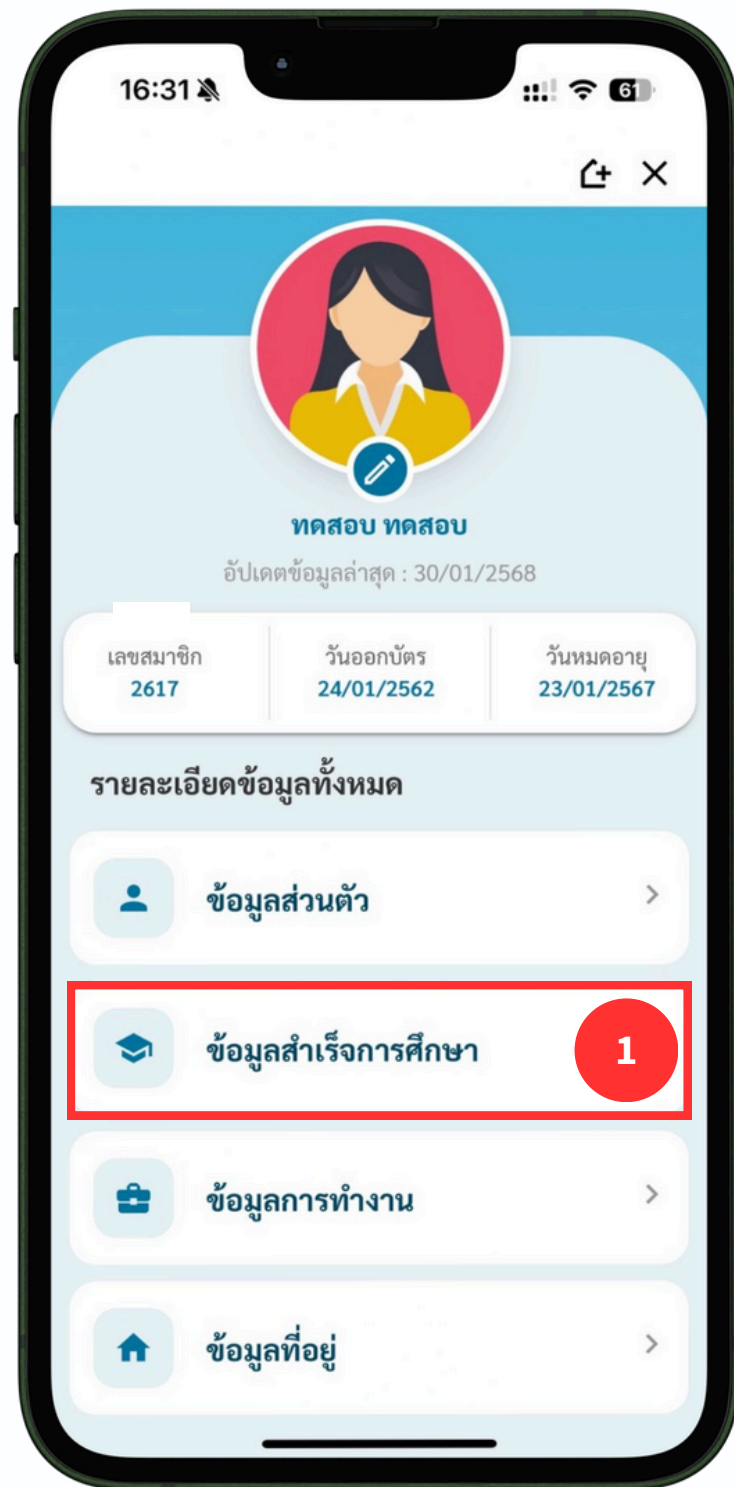 16:31
61
ทดสอบ ทดสอบ
อัปเดตข้อมูลล่าสุด : 30/01/2568
เลขสมาชิก วันออกบัตร วันหมดอายุ
2617 24/01/2562 23/01/2567
รายละเอียดข้อมูลทั้งหมด
ข้อมูลส่วนตัว
ข้อมูลสำเร็จการศึกษา 1
ข้อมูลการทำงาน
ข้อมูลที่อยู่